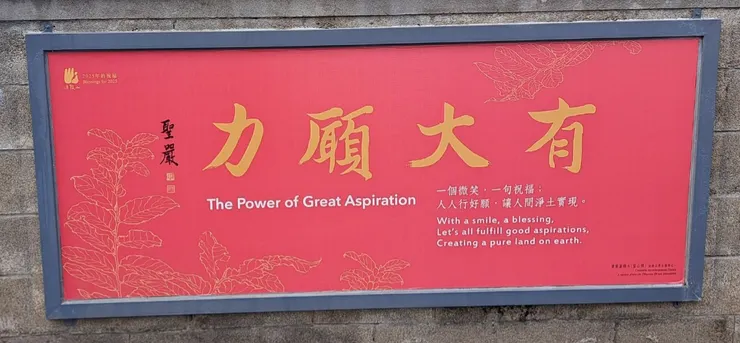 有大願力
聖嚴
The Power of Great Aspiration
一個微笑．一句祝福；
人人行好願．讓人間淨土實現。
With a smile, a blessing,
Let's all fulfill good aspirations,
Creating a pure land on earth.